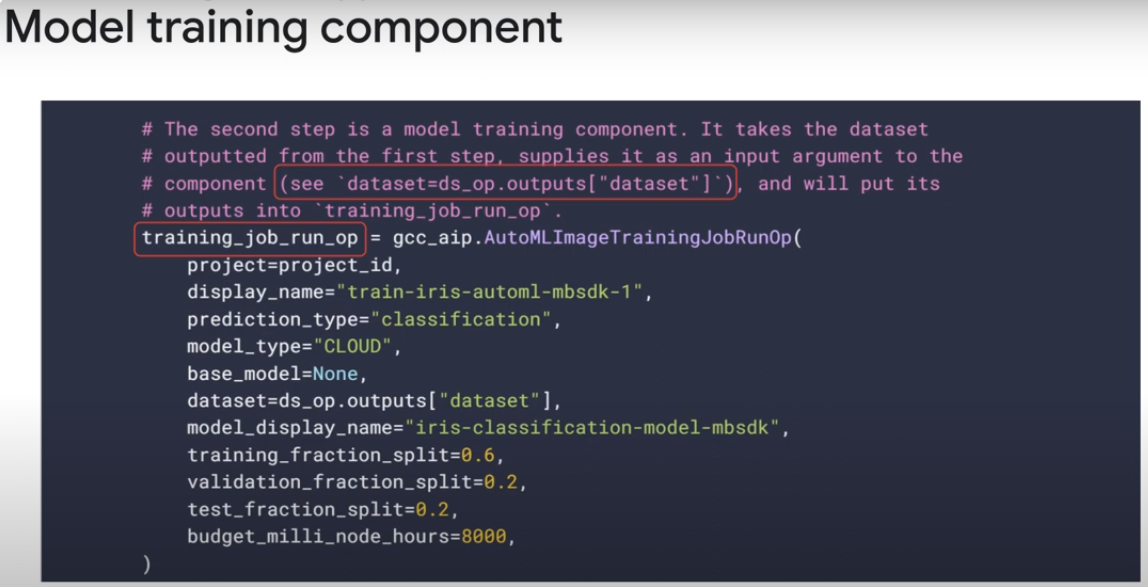 Model training component
# The second step is a model training component. It takes the dataset
# outputted from the first step, supplies it as an input argument to the
# component (see `dataset=ds_op.outputs["dataset"]`), and will put its
# outputs into `training_job_run_op`.
training_job_run_op = gcc_aip.AutoMLImageTrainingJobRunOp(
    project=project_id,
    display_name="train-iris-automl-mbsdk-1",
    prediction_type="classification",
    model_type="CLOUD",
    base_model=None,
    dataset=ds_op.outputs["dataset"],
    model_display_name="iris-classification-model-mbsdk",
    training_fraction_split=0.6,
    validation_fraction_split=0.2,
    test_fraction_split=0.2,
    budget_milli_node_hours=8000,
)